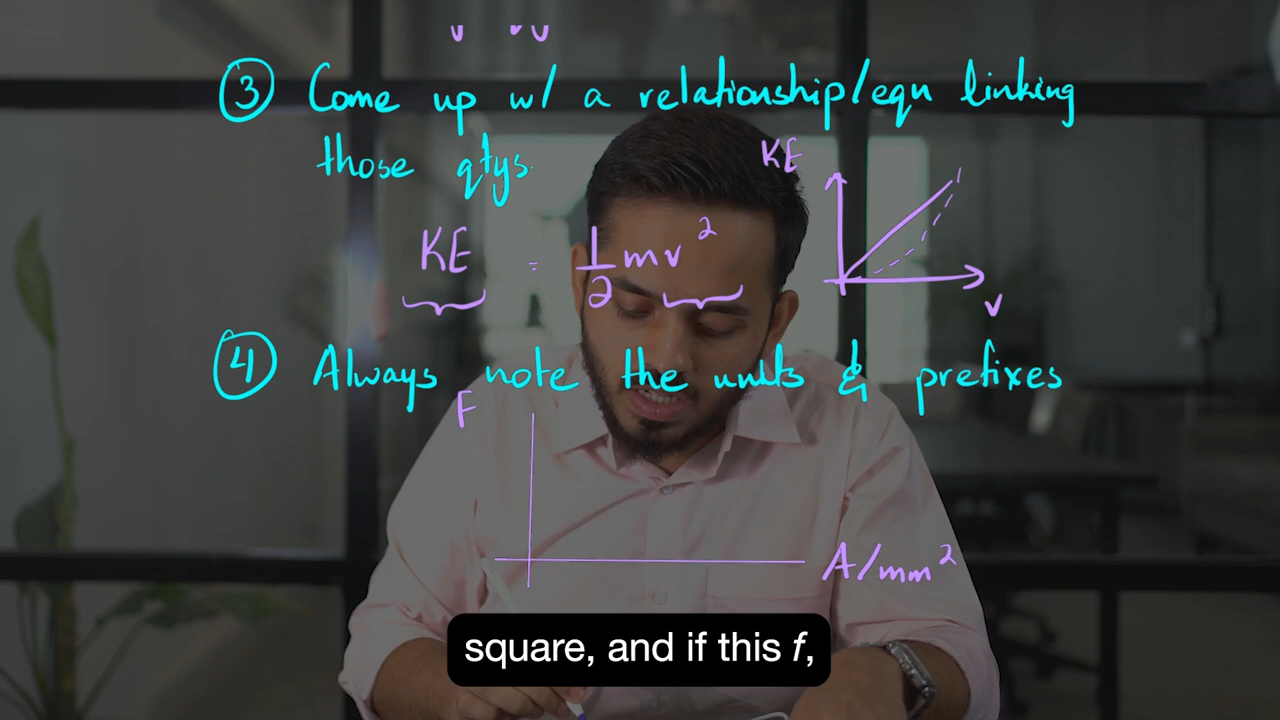 ③ Come up w/ a relationship/eqn linking
those qtys.
KE
KE = 1/2 mv²
v
④ Always note the units & prefixes
F
A/mm²
square, and if this f,